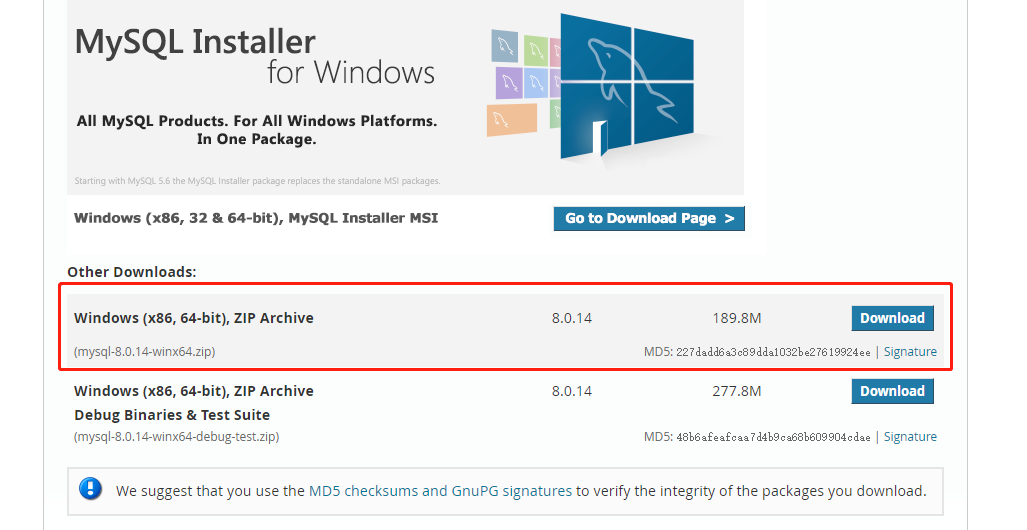 MySQL Installer
for Windows
All MySQL Products. For All Windows Platforms.
In One Package.
Starting with MySQL 5.6 the MySQL Installer package replaces the standalone MSI packages.
Windows (x86, 32 & 64-bit), MySQL Installer MSI Go to Download Page >
Other Downloads:
Windows (x86, 64-bit), ZIP Archive 8.0.14 189.8M Download
(mysql-8.0.14-winx64.zip) MD5: 227dadd6a3c89dda1032be27619924ee | Signature
Windows (x86, 64-bit), ZIP Archive 8.0.14 277.8M Download
Debug Binaries & Test Suite
(mysql-8.0.14-winx64-debug-test.zip) MD5: 48b6afeafcaa7d4b9ca68b609904cdae | Signature
We suggest that you use the MD5 checksums and GnuPG signatures to verify the integrity of the packages you download.